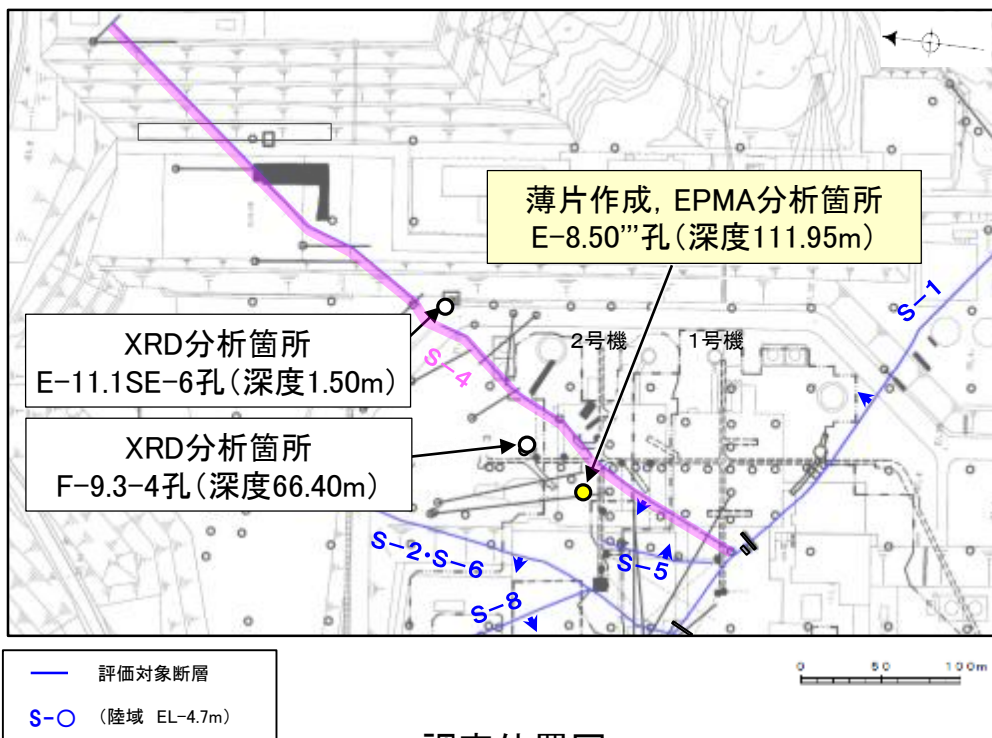 薄片作成, EPMA分析箇所
E-8.50'''孔(深度111.95m)
S-1
XRD分析箇所
E-11.1SE-6孔(深度1.50m)
S-4
2号機
1号機
XRD分析箇所
F-9.3-4孔(深度66.40m)
S-2・S-6
S-5
S-8
評価対象断層
S-○ (陸域 EL-4.7m)
0 50 100m